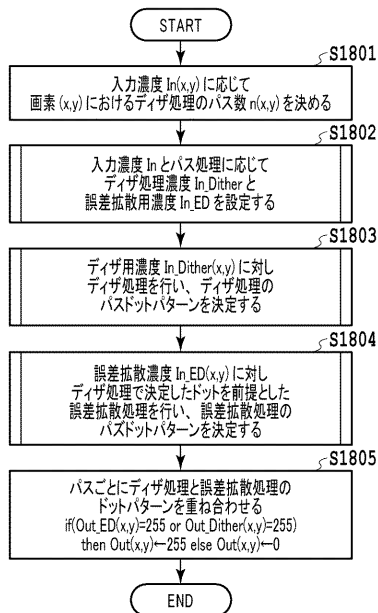 START
S1801
入力濃度 In(x,y) に応じて
画素 (x,y) におけるディザ処理のパス数 n(x,y) を決める
S1802
入力濃度 In とパス処理に応じて
ディザ処理濃度 In_Dither と
誤差拡散用濃度 In_ED を設定する
S1803
ディザ用濃度 In_Dither(x,y) に対し
ディザ処理を行い、ディザ処理の
パスドットパターンを決定する
S1804
誤差拡散濃度 In_ED(x,y) に対し
ディザ処理で決定したドットを前提とした
誤差拡散処理を行い、誤差拡散処理の
パズドットパターンを決定する
S1805
パスごとにディザ処理と誤差拡散処理の
ドットパターンを重ね合わせる
if(Out_ED(x,y)=255 or Out_Dither(x,y)=255)
then Out(x,y)←255 else Out(x,y)←0
END